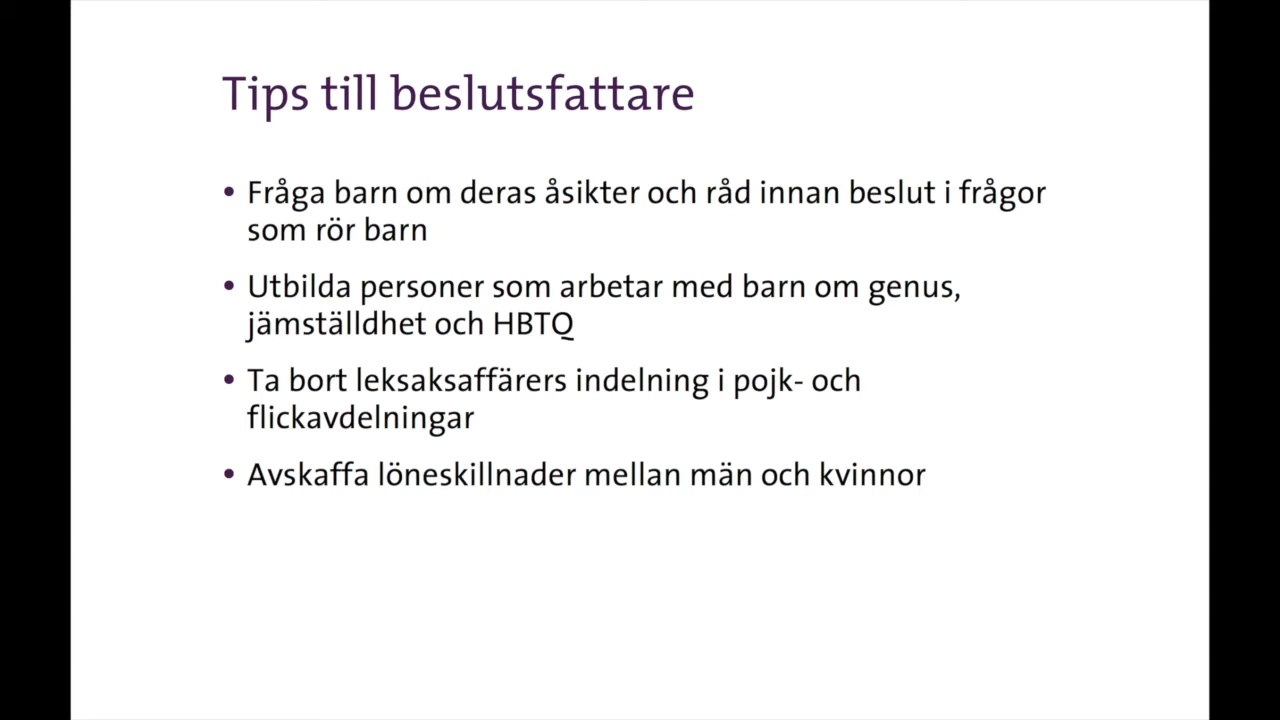 Tips till beslutsfattare
• Fråga barn om deras åsikter och råd innan beslut i frågor
som rör barn
• Utbilda personer som arbetar med barn om genus,
jämställdhet och HBTQ
• Ta bort leksaksaffärers indelning i pojk- och
flickavdelningar
• Avskaffa löneskillnader mellan män och kvinnor